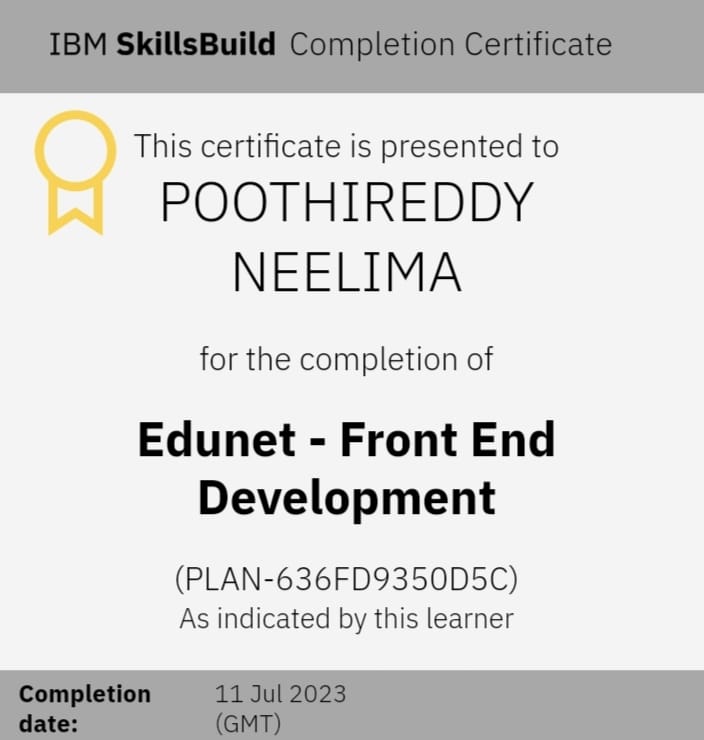 IBM SkillsBuild Completion Certificate
This certificate is presented to
POOTHIREDDY
NEELIMA
for the completion of
Edunet - Front End
Development
(PLAN-636FD9350D5C)
As indicated by this learner
Completion date: 11 Jul 2023 (GMT)